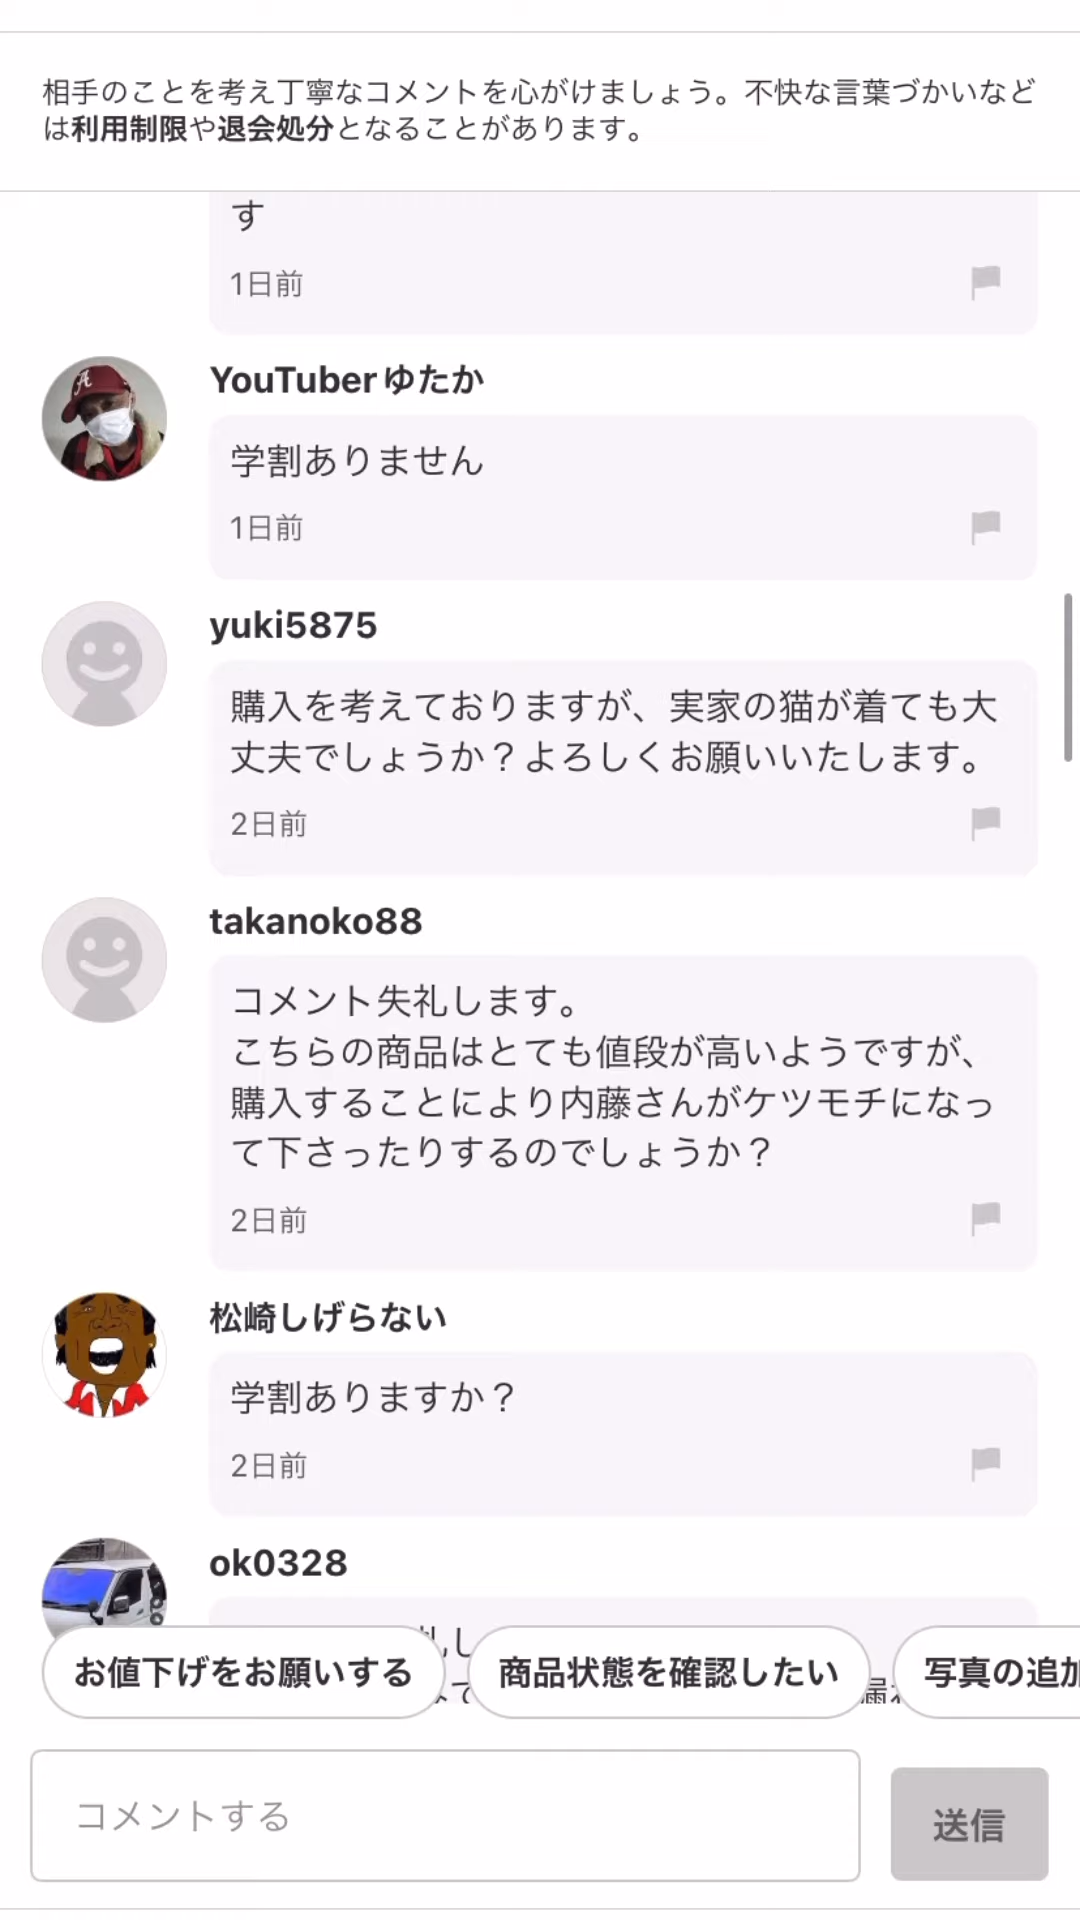 相手のことを考え丁寧なコメントを心がけましょう。不快な言葉づかいなど
は利用制限や退会処分となることがあります。
す
1日前
YouTuberゆたか
学割ありません
1日前
yuki5875
購入を考えておりますが、実家の猫が着ても大
丈夫でしょうか？よろしくお願いいたします。
2日前
takanoko88
コメント失礼します。
こちらの商品はとても値段が高いようですが、
購入することにより内藤さんがケツモチになっ
て下さったりするのでしょうか？
2日前
松崎しげらない
学割ありますか？
2日前
ok0328
お値下げをお願いする
商品状態を確認したい
写真の追加
コメントする
送信